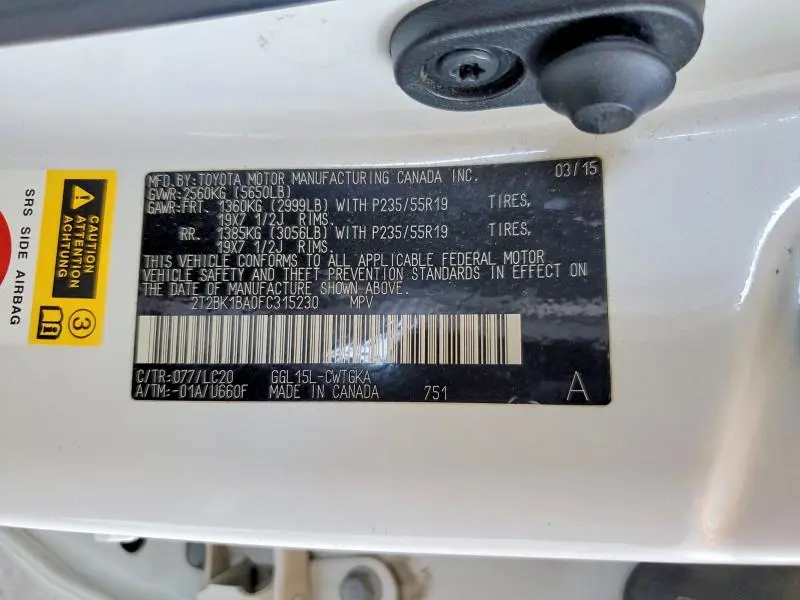 MFD.BY:TOYOTA MOTOR MANUFACTURING CANADA INC. 03/15
GVWR:2560KG (5650LB)
GAWR:FRT. 1360KG (2999LB) WITH P235/55R19 TIRES,
19X7 1/2J RIMS.
RR. 1385KG (3056LB) WITH P235/55R19 TIRES,
19X7 1/2J RIMS.
THIS VEHICLE CONFORMS TO ALL APPLICABLE FEDERAL MOTOR
VEHICLE SAFETY AND THEFT PREVENTION STANDARDS IN EFFECT ON
THE DATE OF MANUFACTURE SHOWN ABOVE.
2T2BK1BA0FC315230 MPV
C/TR:077/LC20 GGL15L-CWTGKA
A/TM:-01A/U660F MADE IN CANADA 751 A
SRS SIDE AIRBAG
CAUTION
ATTENTION
ACHTUNG
3